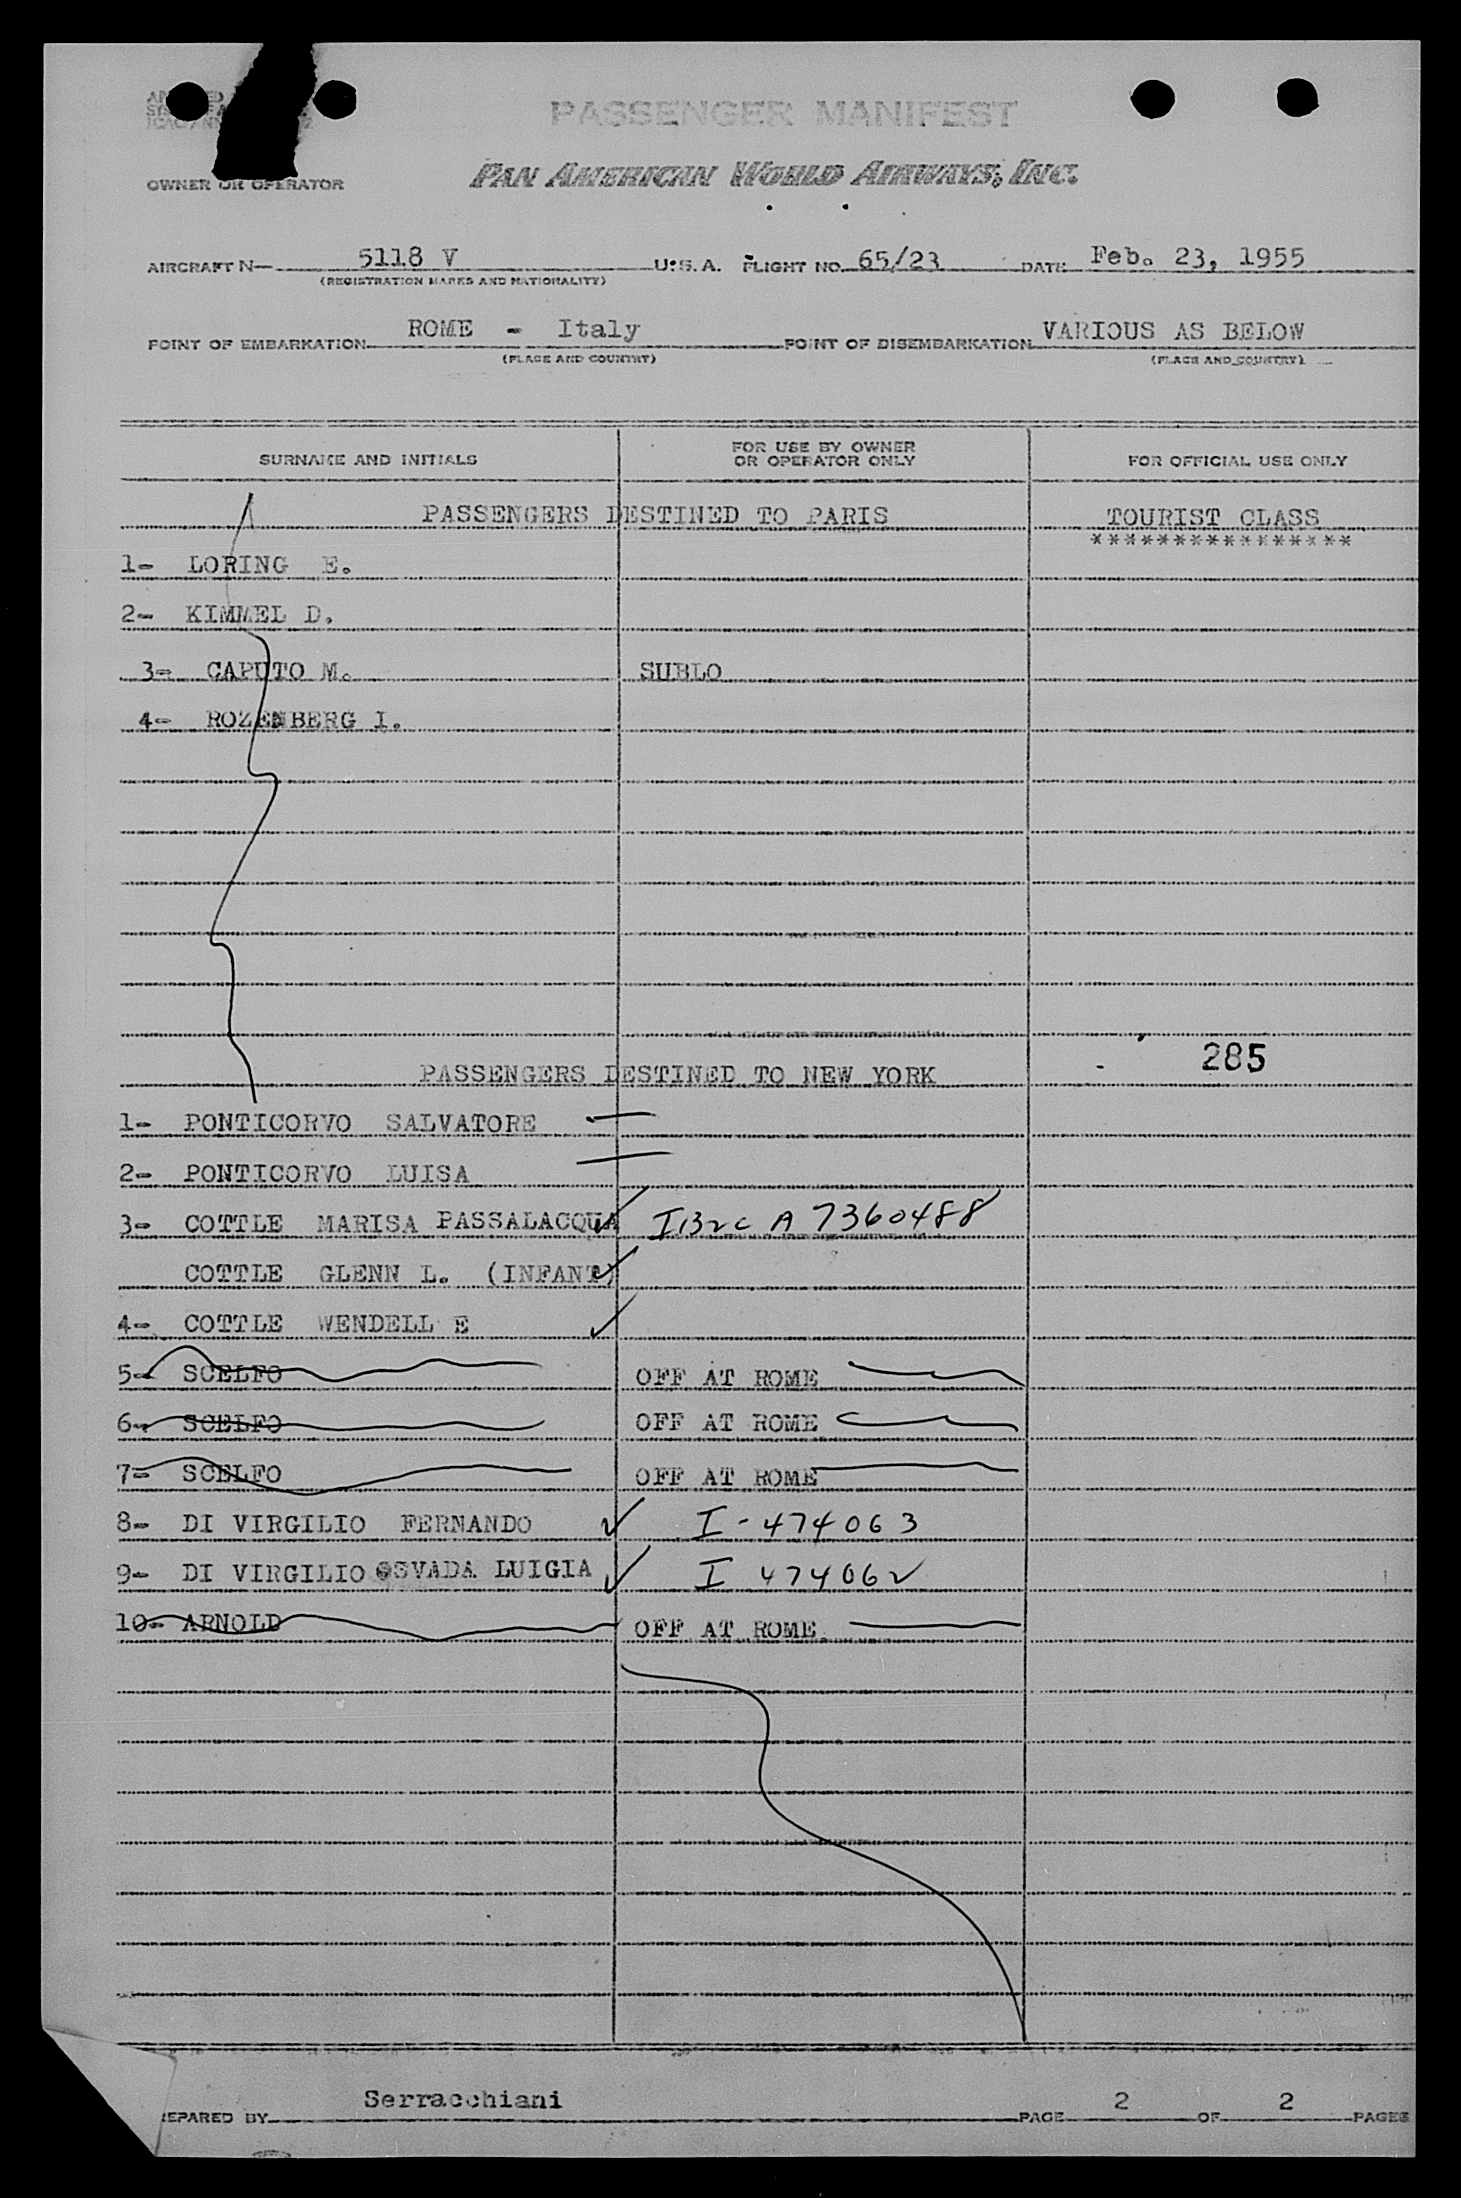 PASSENGER MANIFEST
PAN AMERICAN WORLD AIRWAYS, INC.
OWNER OR OPERATOR
AIRCRAFT N— 5118 V U.S.A. FLIGHT NO. 65/23 DATE Feb. 23, 1955
(REGISTRATION MARKS AND NATIONALITY)
POINT OF EMBARKATION ROME - Italy POINT OF DISEMBARKATION VARIOUS AS BELOW
(PLACE AND COUNTRY) (PLACE AND COUNTRY)
SURNAME AND INITIALS FOR USE BY OWNER OR OPERATOR ONLY FOR OFFICIAL USE ONLY
PASSENGERS DESTINED TO PARIS TOURIST CLASS
****************
1- LORING E.
2- KIMMEL D.
3- CAPUTO M. SUBLO
4- ROZENBERG I.
285
PASSENGERS DESTINED TO NEW YORK
1- PONTICORVO SALVATORE —
2- PONTICORVO LUISA —
3- COTTLE MARISA PASSALACQUA ✓ A 7360488
COTTLE GLENN L. (INFANT) ✓
4- COTTLE WENDELL E ✓
5- SCELFO OFF AT ROME
6- SCELFO OFF AT ROME
7- SCELFO OFF AT ROME
8- DI VIRGILIO FERNANDO ✓ I-474063
9- DI VIRGILIO OSVADA LUIGIA ✓ I 474062
10- ARNOLD OFF AT ROME
EPARED BY Serracchiani PAGE 2 OF 2 PAGES